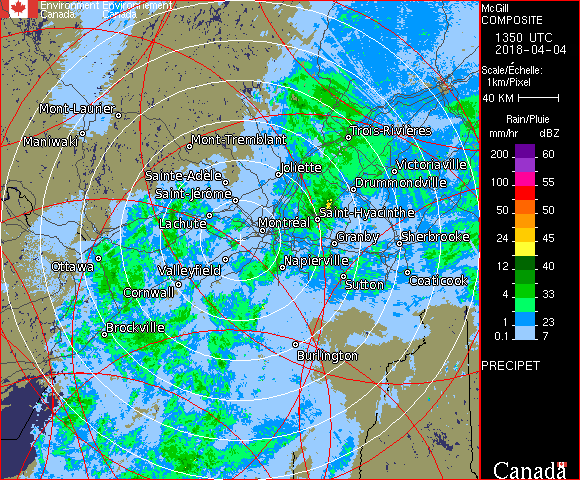 Environment Environnement
Canada Canada
Mont-Laurier
Maniwaki
Mont-Tremblant
Trois-Rivières
Joliette
Victoriaville
Sainte-Adèle
Drummondville
Saint-Jérôme
Saint-Hyacinthe
Lachute
Montréal
Granby
Sherbrooke
Ottawa
Valleyfield
Napierville
Coaticook
Sutton
Cornwall
Brockville
Burlington
McGill
COMPOSITE
1350 UTC
2018-04-04
Scale/Échelle:
1km/Pixel
40 KM
Rain/Pluie
mm/hr dBZ
200 60
100 55
50 50
24 45
12 40
4 33
1 23
0.1 7
PRECIPET
Canada